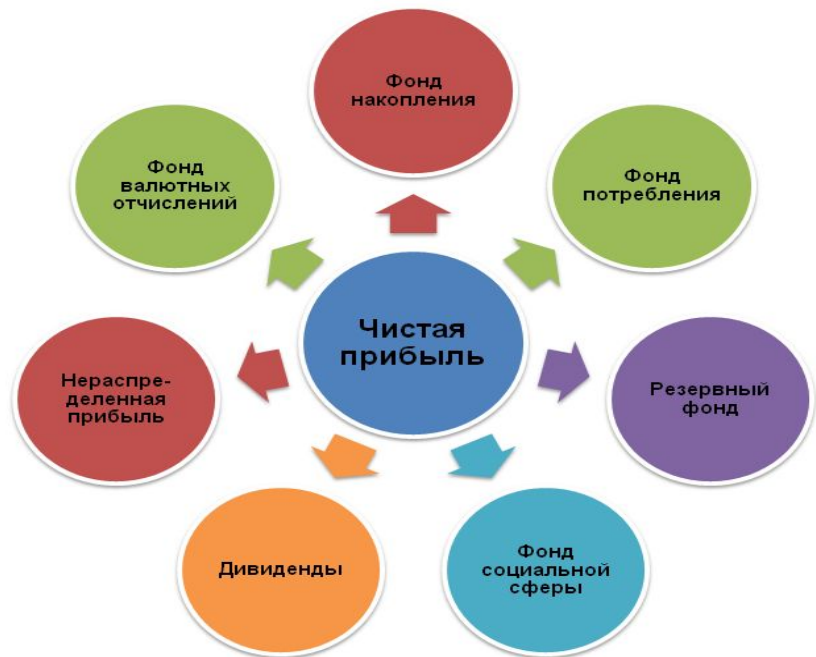 Фонд
накопления
Фонд
потребления
Резервный
фонд
Фонд
социальной
сферы
Дивиденды
Нераспре-
деленная
прибыль
Фонд
валютных
отчислений
Чистая
прибыль